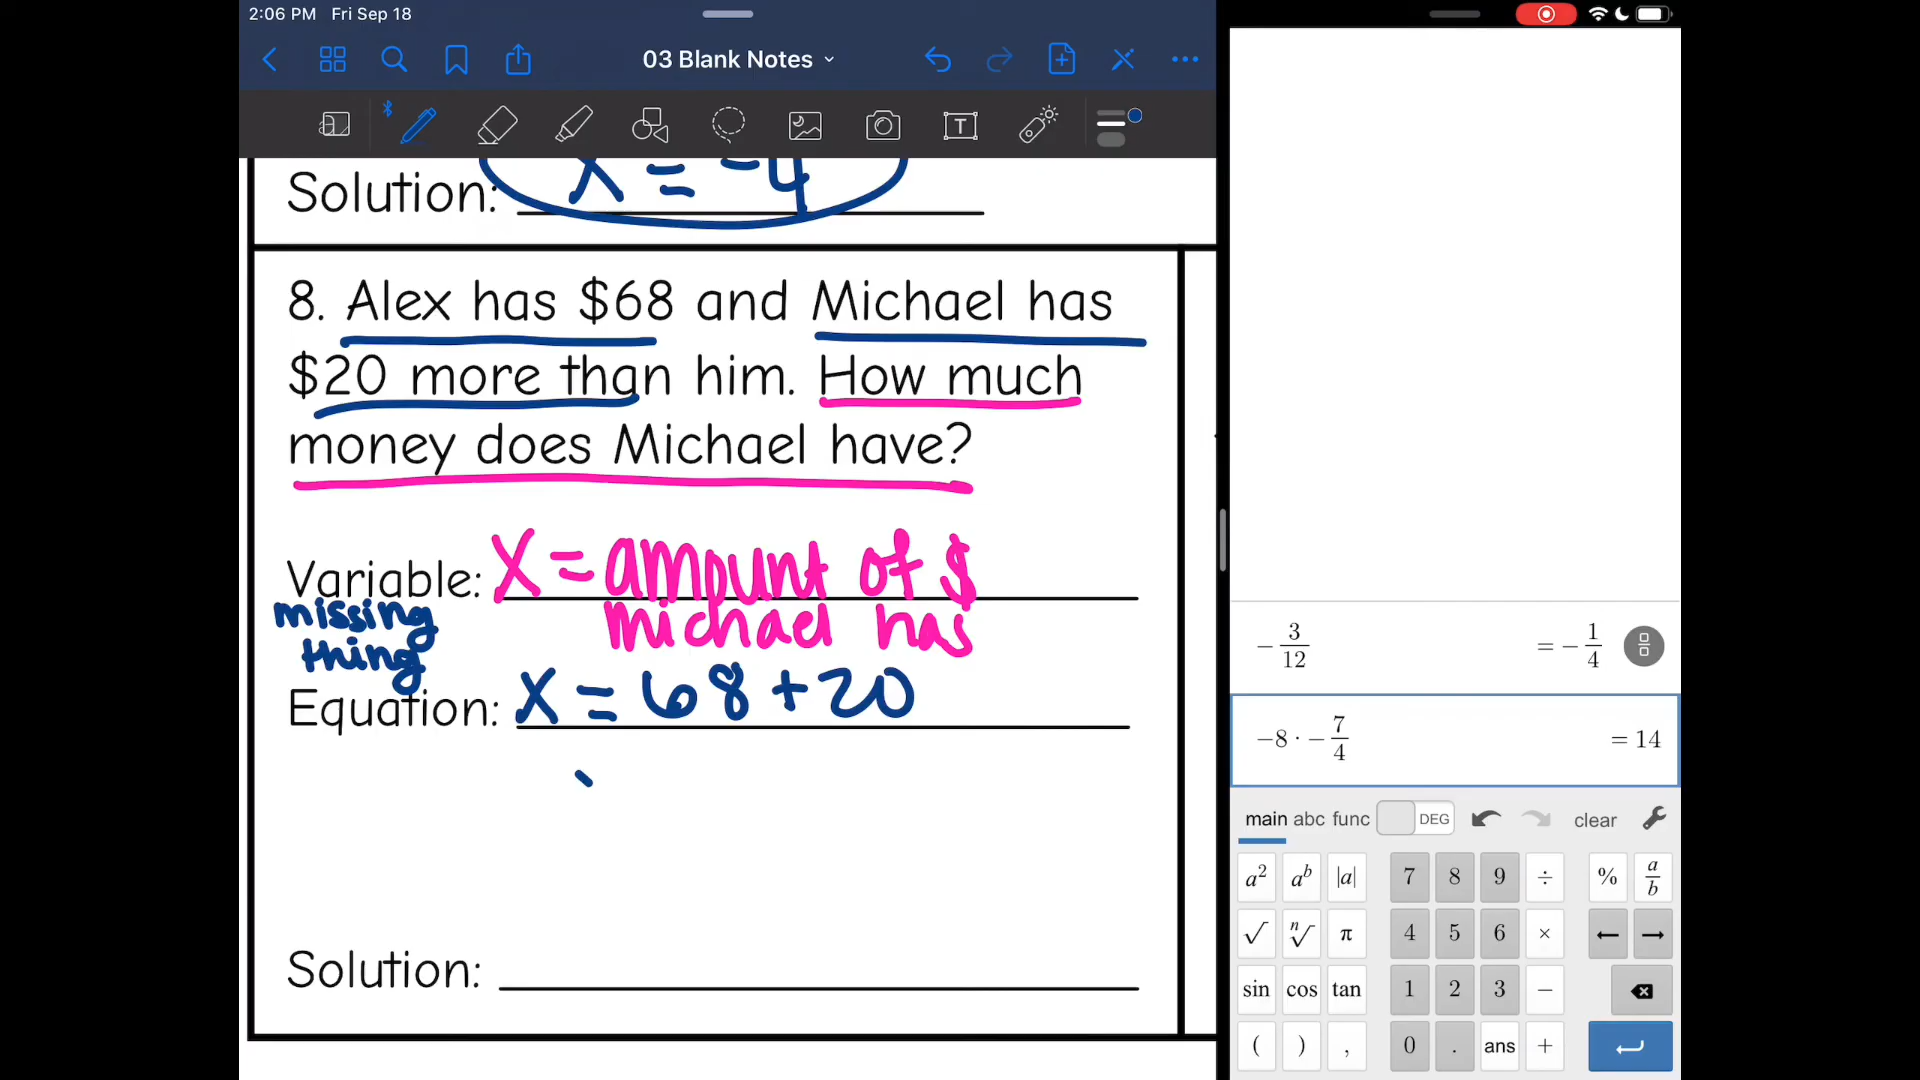 2:06 PM Fri Sep 18
03 Blank Notes
T
Solution: x = -4
8. Alex has $68 and Michael has
$20 more than him. How much
money does Michael have?
Variable: X = amount of $
michael has
missing
thing
Equation: X = 68 + 20
Solution:
-3/12 = -1/4
-8 · -7/4 = 14
main abc func DEG clear
a² aᵇ |a| 7 8 9 ÷ % a/b
√ ⁿ√ π 4 5 6 × ← →
sin cos tan 1 2 3 −
( ) , 0 . ans +